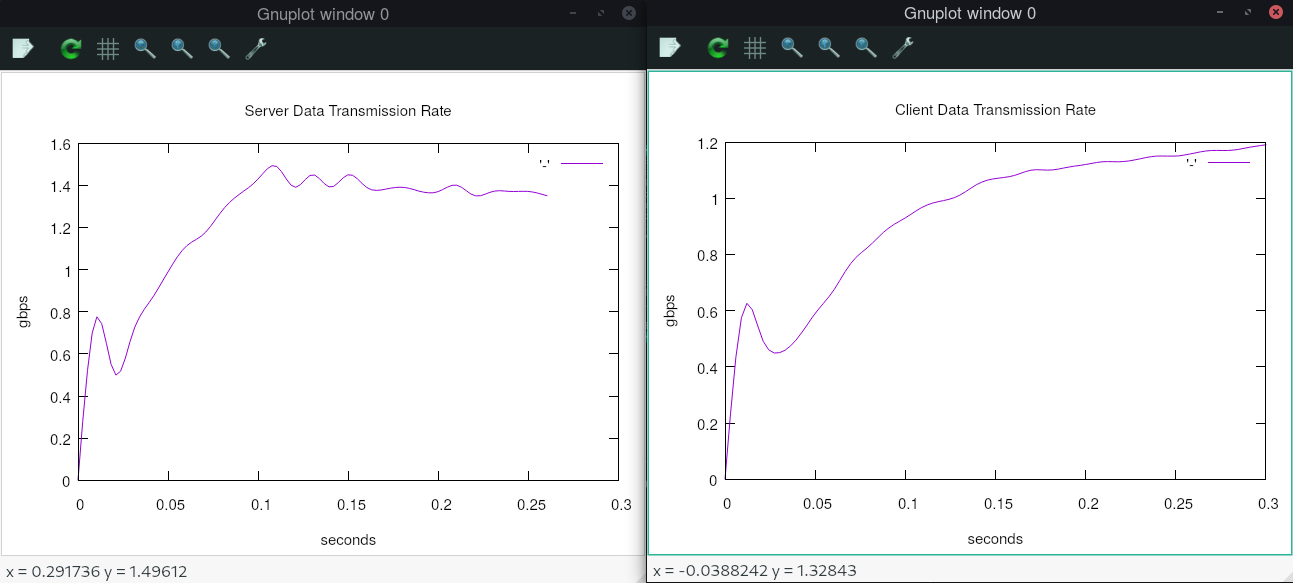 Gnuplot window 0
Server Data Transmission Rate
'-'
1.6
1.4
1.2
1
0.8
0.6
0.4
0.2
0
gbps
0 0.05 0.1 0.15 0.2 0.25 0.3
seconds
x = 0.291736 y = 1.49612
Gnuplot window 0
Client Data Transmission Rate
'-'
1.2
1
0.8
0.6
0.4
0.2
0
gbps
0 0.05 0.1 0.15 0.2 0.25 0.3
seconds
x = -0.0388242 y = 1.32843